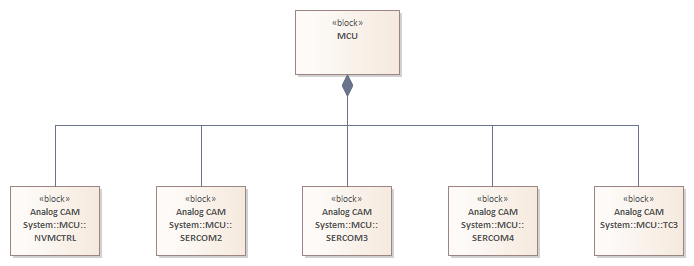 «block»
MCU
«block»
Analog CAM
System::MCU::
NVMCTRL
«block»
Analog CAM
System::MCU::
SERCOM2
«block»
Analog CAM
System::MCU::
SERCOM3
«block»
Analog CAM
System::MCU::
SERCOM4
«block»
Analog CAM
System::MCU::TC3